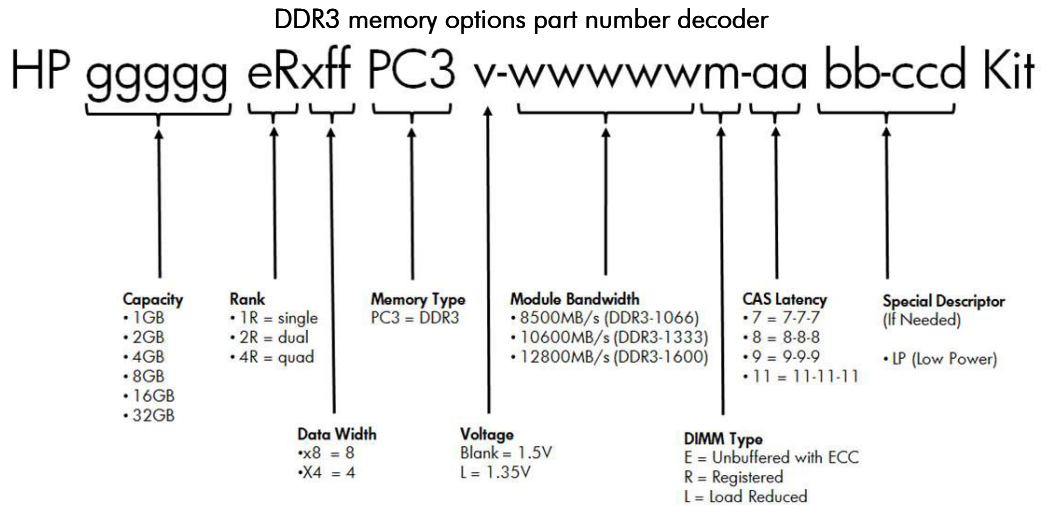 DDR3 memory options part number decoder
HP ggggg eRxff PC3 v-wwwwwm-aa bb-ccd Kit
Capacity
• 1GB
• 2GB
• 4GB
• 8GB
• 16GB
• 32GB
Rank
• 1R = single
• 2R = dual
• 4R = quad
Memory Type
PC3 = DDR3
Module Bandwidth
• 8500MB/s (DDR3-1066)
• 10600MB/s (DDR3-1333)
• 12800MB/s (DDR3-1600)
CAS Latency
• 7 = 7-7-7
• 8 = 8-8-8
• 9 = 9-9-9
• 11 = 11-11-11
Special Descriptor
(If Needed)
• LP (Low Power)
Data Width
•x8 = 8
•X4 = 4
Voltage
Blank = 1.5V
L = 1.35V
DIMM Type
E = Unbuffered with ECC
R = Registered
L = Load Reduced